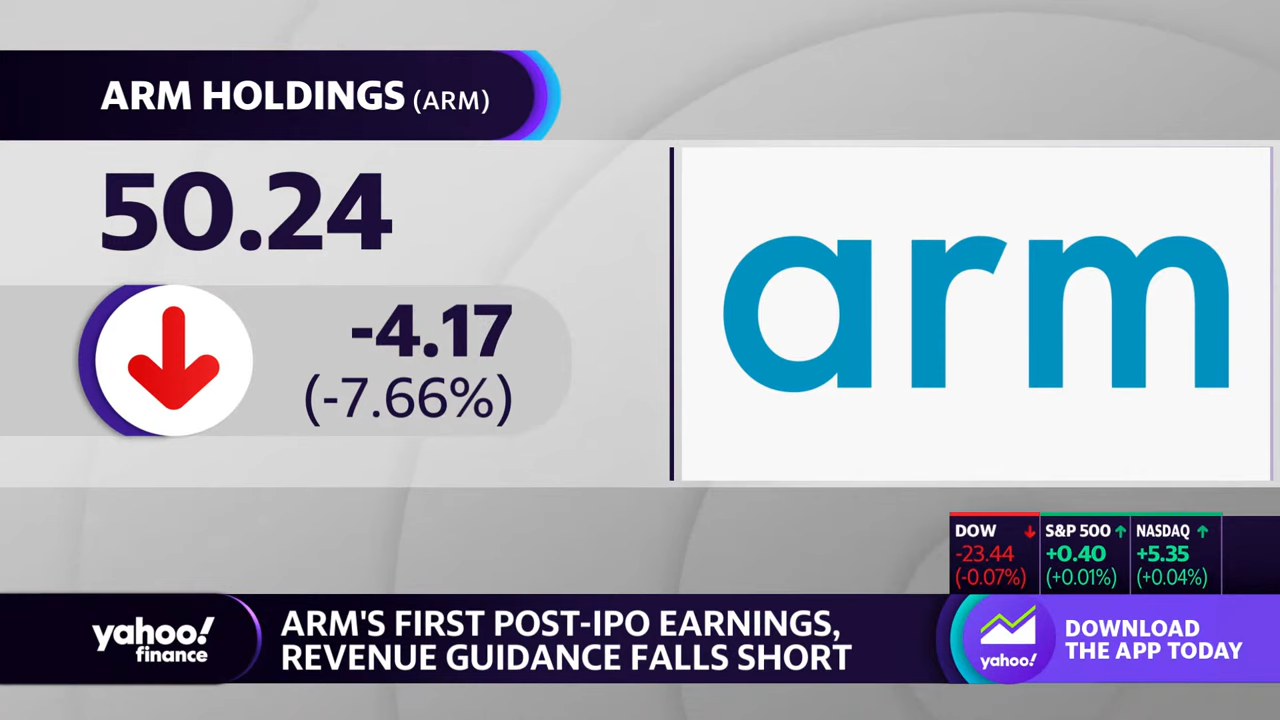 ARM HOLDINGS (ARM)
50.24
-4.17
(-7.66%)
arm
DOW
-23.44
(-0.07%)
S&P 500
+0.40
(+0.01%)
NASDAQ
+5.35
(+0.04%)
yahoo!
finance
ARM'S FIRST POST-IPO EARNINGS,
REVENUE GUIDANCE FALLS SHORT
yahoo!
DOWNLOAD
THE APP TODAY